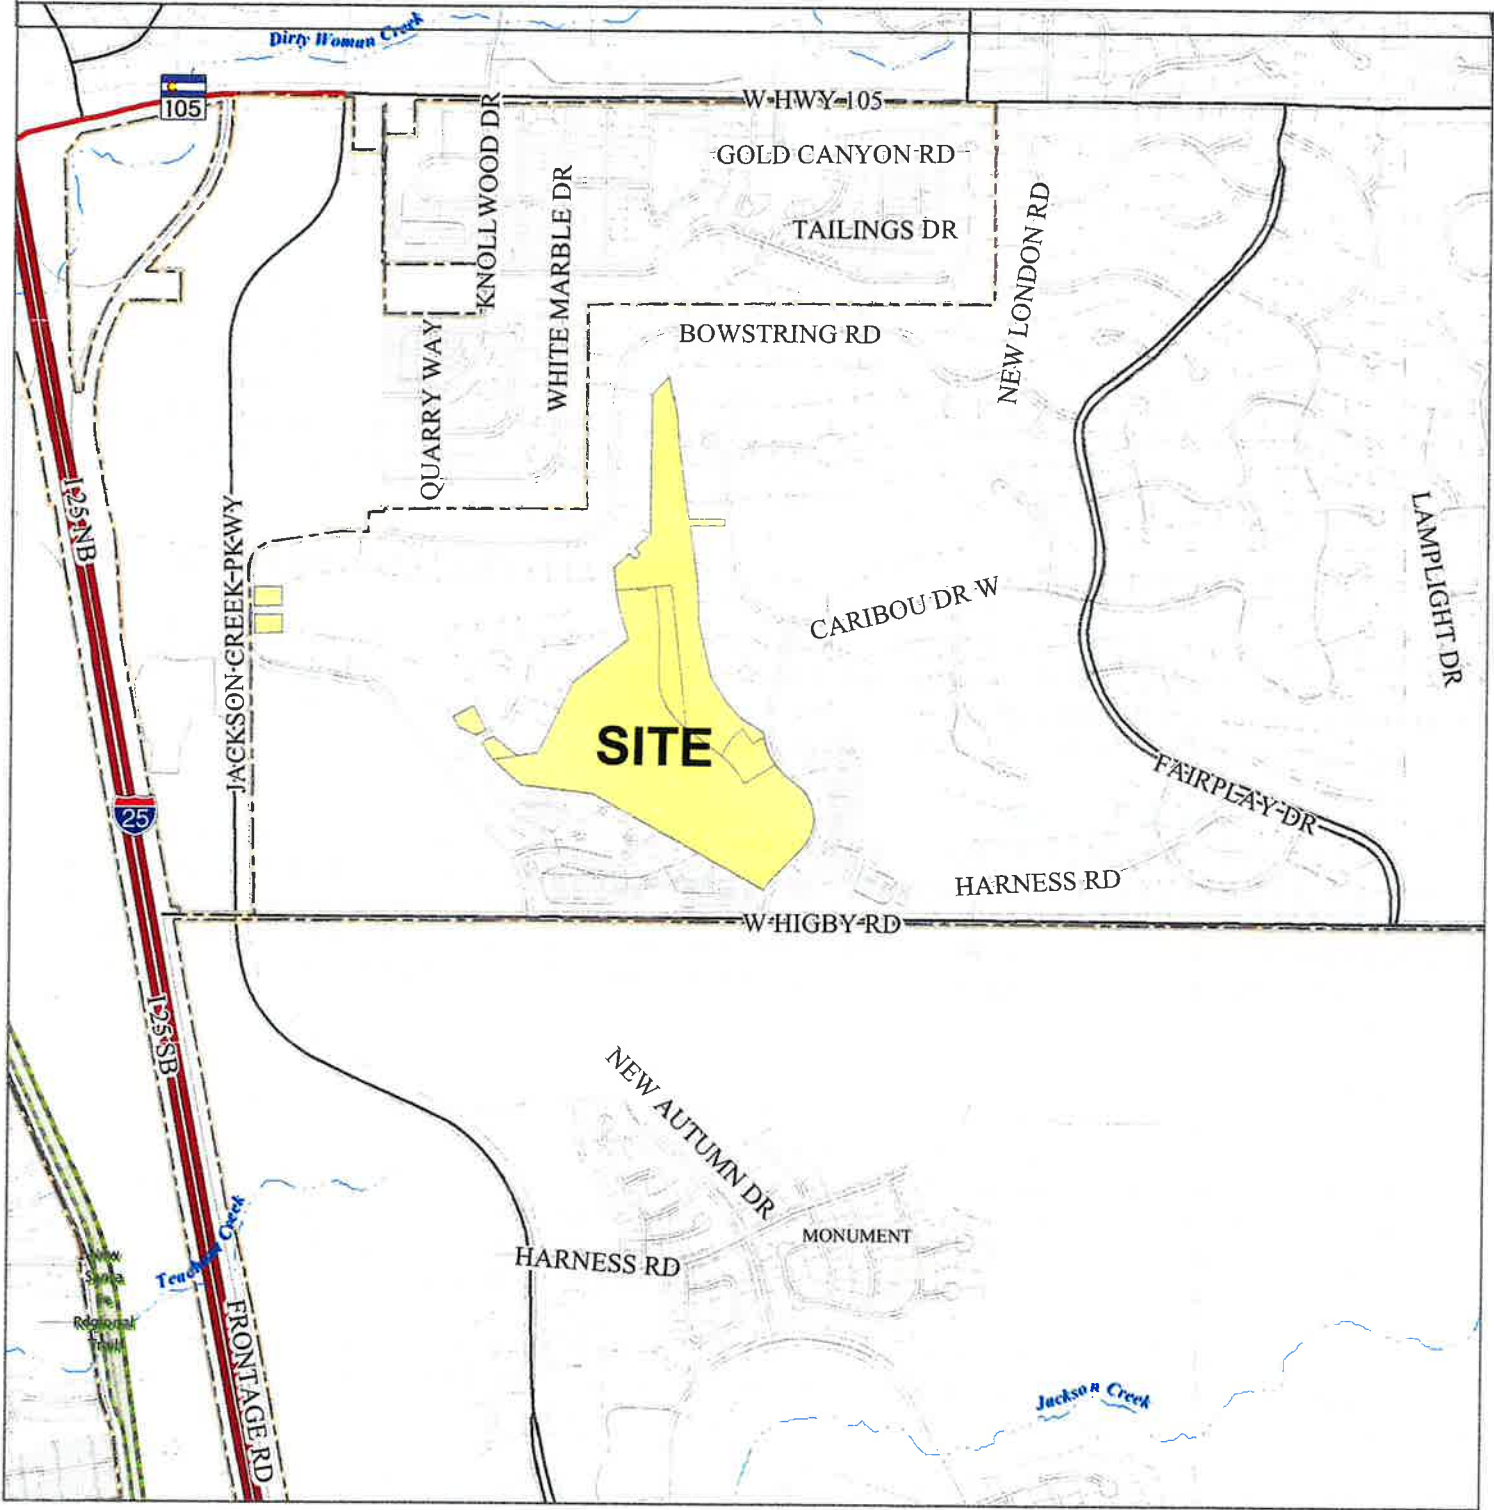 Dirty Woman Creek
105
W HWY 105
KNOLLWOOD DR
GOLD CANYON RD
WHITE MARBLE DR
TAILINGS DR
NEW LONDON RD
BOWSTRING RD
QUARRY WAY
I-25 NB
JACKSON CREEK PKWY
LAMPLIGHT DR
CARIBOU DR W
SITE
FAIRPLAY DR
25
HARNESS RD
W HIGBY RD
I-25 SB
NEW AUTUMN DR
MONUMENT
HARNESS RD
Creek
Regional
Trail
FRONTAGE RD
Jackson Creek